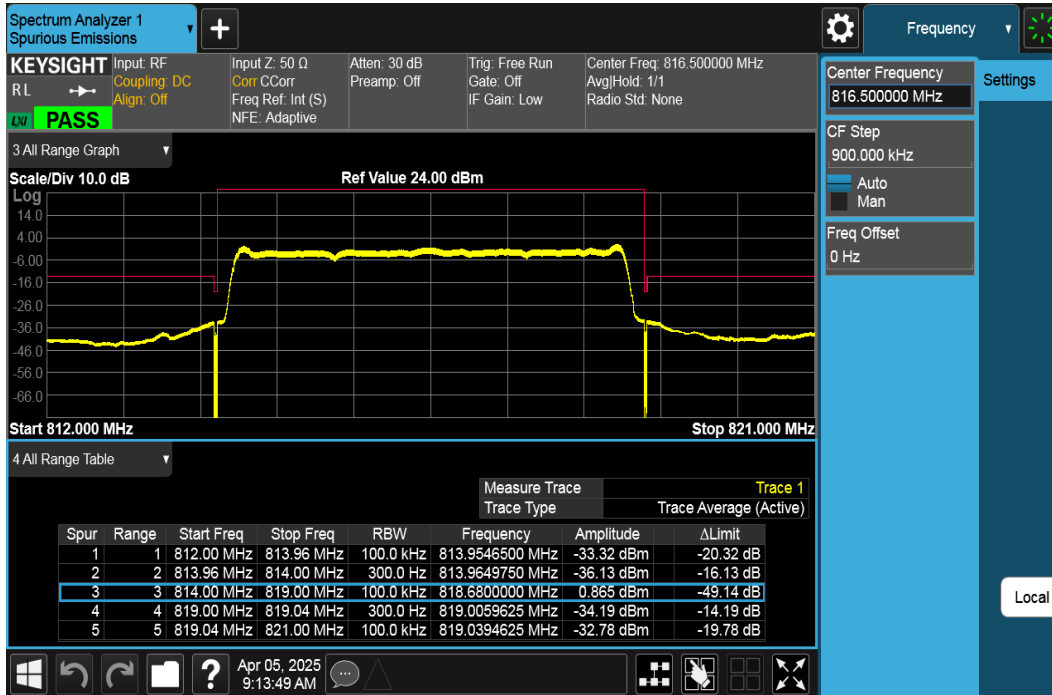 Spectrum Analyzer 1
Spurious Emissions
Frequency
KEYSIGHT
RL
LXI
PASS
Input: RF
Coupling: DC
Align: Off
Input Z: 50 Ω
Corr CCorr
Freq Ref: Int (S)
NFE: Adaptive
Atten: 30 dB
Preamp: Off
Trig: Free Run
Gate: Off
IF Gain: Low
Center Freq: 816.500000 MHz
Avg|Hold: 1/1
Radio Std: None
Center Frequency
816.500000 MHz
Settings
CF Step
900.000 kHz
Auto
Man
Freq Offset
0 Hz
3 All Range Graph
Scale/Div 10.0 dB
Ref Value 24.00 dBm
Log
14.0
4.00
-6.00
-16.0
-26.0
-36.0
-46.0
-56.0
-66.0
Start 812.000 MHz
Stop 821.000 MHz
4 All Range Table
Measure Trace Trace 1
Trace Type Trace Average (Active)
Spur Range Start Freq Stop Freq RBW Frequency Amplitude ΔLimit
1 1 812.00 MHz 813.96 MHz 100.0 kHz 813.9546500 MHz -33.32 dBm -20.32 dB
2 2 813.96 MHz 814.00 MHz 300.0 Hz 813.9649750 MHz -36.13 dBm -16.13 dB
3 3 814.00 MHz 819.00 MHz 100.0 kHz 818.6800000 MHz 0.865 dBm -49.14 dB
4 4 819.00 MHz 819.04 MHz 300.0 Hz 819.0059625 MHz -34.19 dBm -14.19 dB
5 5 819.04 MHz 821.00 MHz 100.0 kHz 819.0394625 MHz -32.78 dBm -19.78 dB
Local
?
Apr 05, 2025
9:13:49 AM